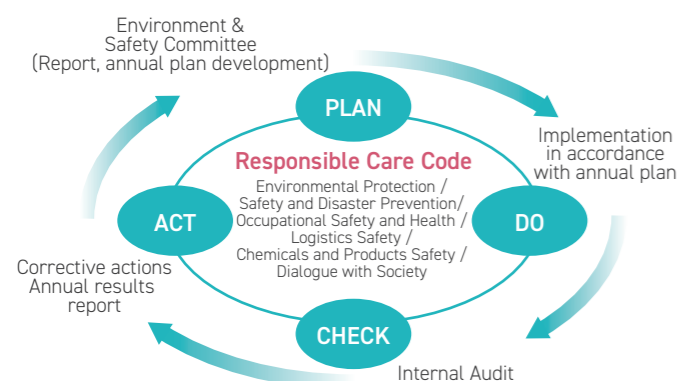 Environment &
Safety Committee
(Report, annual plan development)
PLAN
Implementation
in accordance
with annual plan
Responsible Care Code
Environmental Protection /
Safety and Disaster Prevention/
Occupational Safety and Health /
Logistics Safety /
Chemicals and Products Safety /
Dialogue with Society
ACT
DO
Corrective actions
Annual results
report
CHECK
Internal Audit